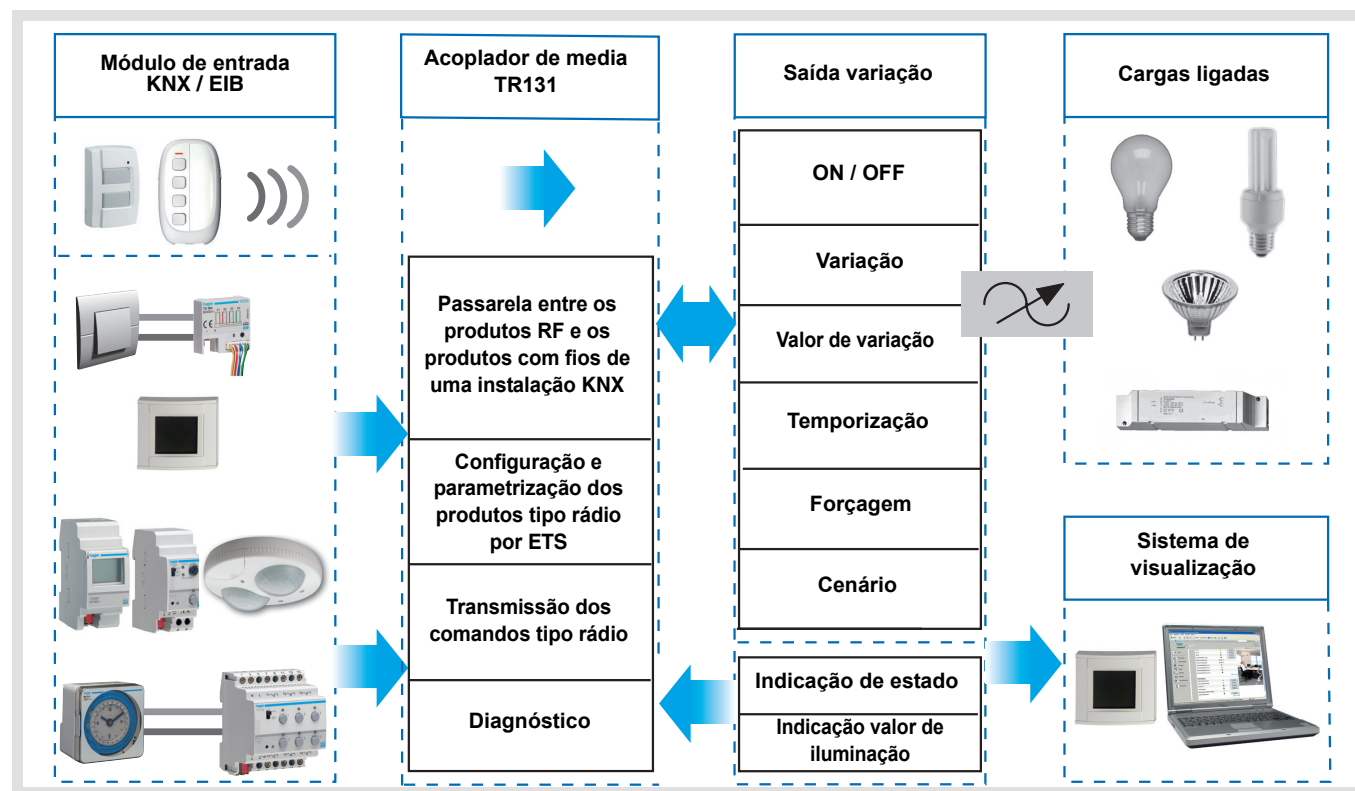 Módulo de entrada
KNX / EIB
Acoplador de media
TR131
Passarela entre os
produtos RF e os
produtos com fios de
uma instalação KNX
Configuração e
parametrização dos
produtos tipo rádio
por ETS
Transmissão dos
comandos tipo rádio
Diagnóstico
Saída variação
ON / OFF
Variação
Valor de variação
Temporização
Forçagem
Cenário
Indicação de estado
Indicação valor de
iluminação
Cargas ligadas
Sistema de
visualização